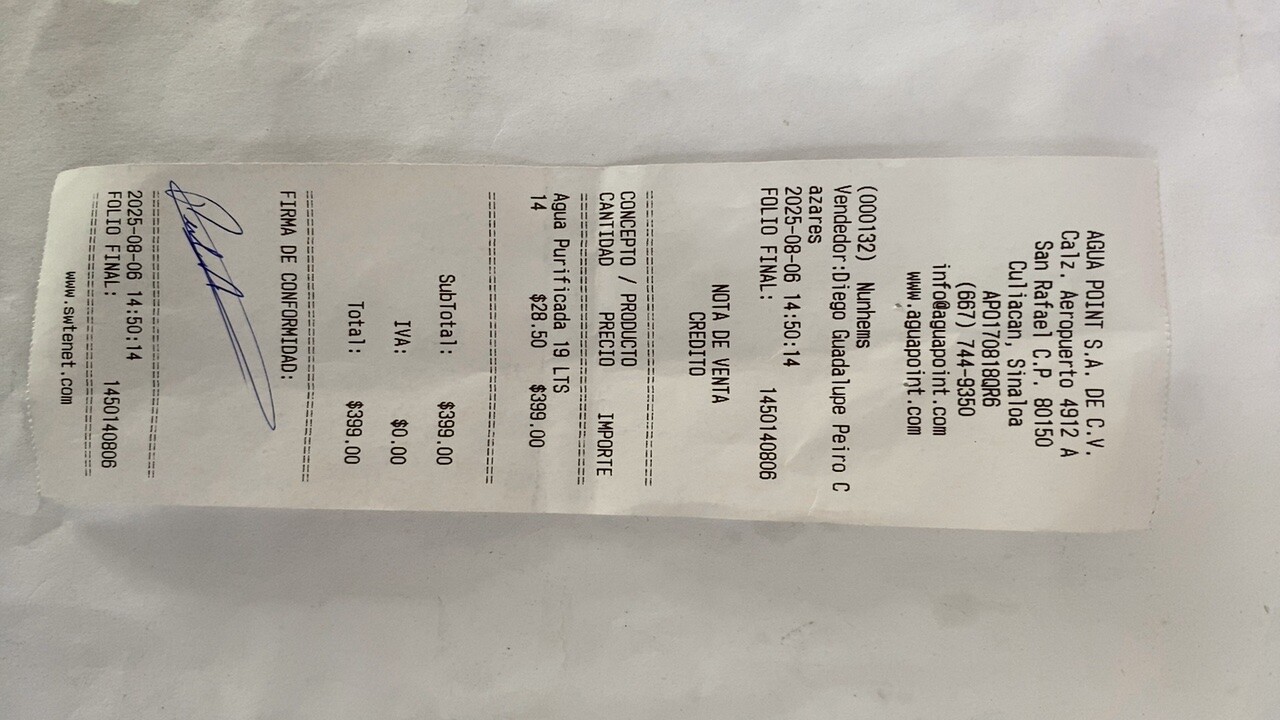 AGUA POINT S.A. DE C.V.
Calz. Aeropuerto 4912 A
San Rafael C.P. 80150
Culiacan, Sinaloa
APO170818QR6
(667) 744-9350
info@aguapoint.com
www.aguapoint.com
(000132) Nunhems
Vendedor:Diego Guadalupe Peiro C
azares
2025-08-06 14:50:14
FOLIO FINAL: 1450140806
NOTA DE VENTA
CREDITO
================================
CONCEPTO / PRODUCTO
CANTIDAD PRECIO IMPORTE
================================
Agua Purificada 19 LTS
14 $28.50 $399.00
================================
SubTotal: $399.00
IVA: $0.00
Total: $399.00
================================
FIRMA DE CONFORMIDAD:
================================
2025-08-06 14:50:14
FOLIO FINAL: 1450140806
================================
www.swtenet.com